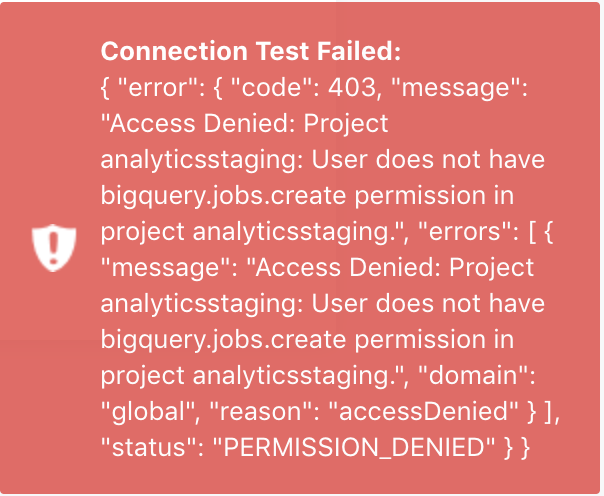 Connection Test Failed:
{ "error": { "code": 403, "message":
"Access Denied: Project
analyticsstaging: User does not have
bigquery.jobs.create permission in
project analyticsstaging.", "errors": [ {
"message": "Access Denied: Project
analyticsstaging: User does not have
bigquery.jobs.create permission in
project analyticsstaging.", "domain":
"global", "reason": "accessDenied" } ],
"status": "PERMISSION_DENIED" } }